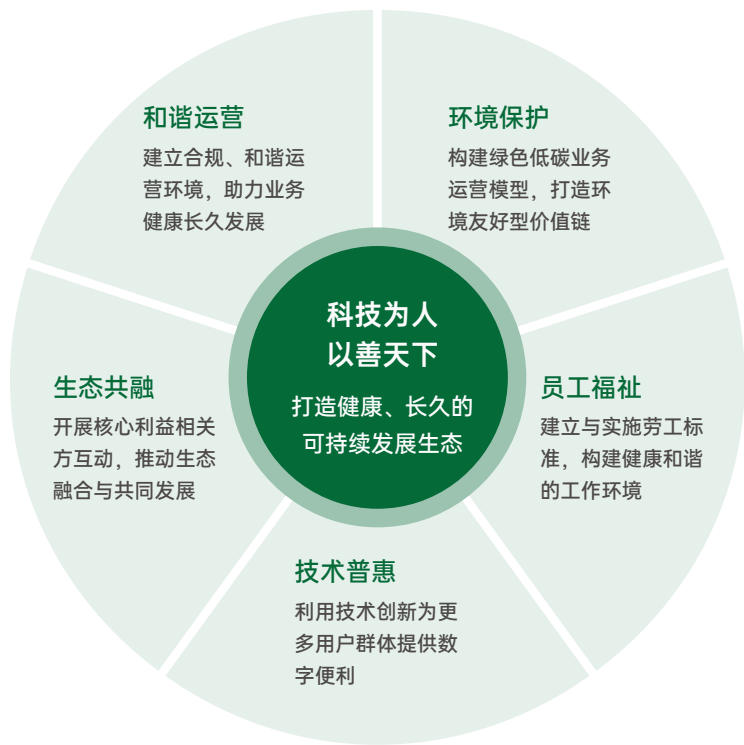 和谐运营
建立合规、和谐运
营环境，助力业务
健康长久发展
环境保护
构建绿色低碳业务
运营模型，打造环
境友好型价值链
科技为人
以善天下
打造健康、长久的
可持续发展生态
生态共融
开展核心利益相关
方互动，推动生态
融合与共同发展
员工福祉
建立与实施劳工标
准，构建健康和谐
的工作环境
技术普惠
利用技术创新为更
多用户群体提供数
字便利